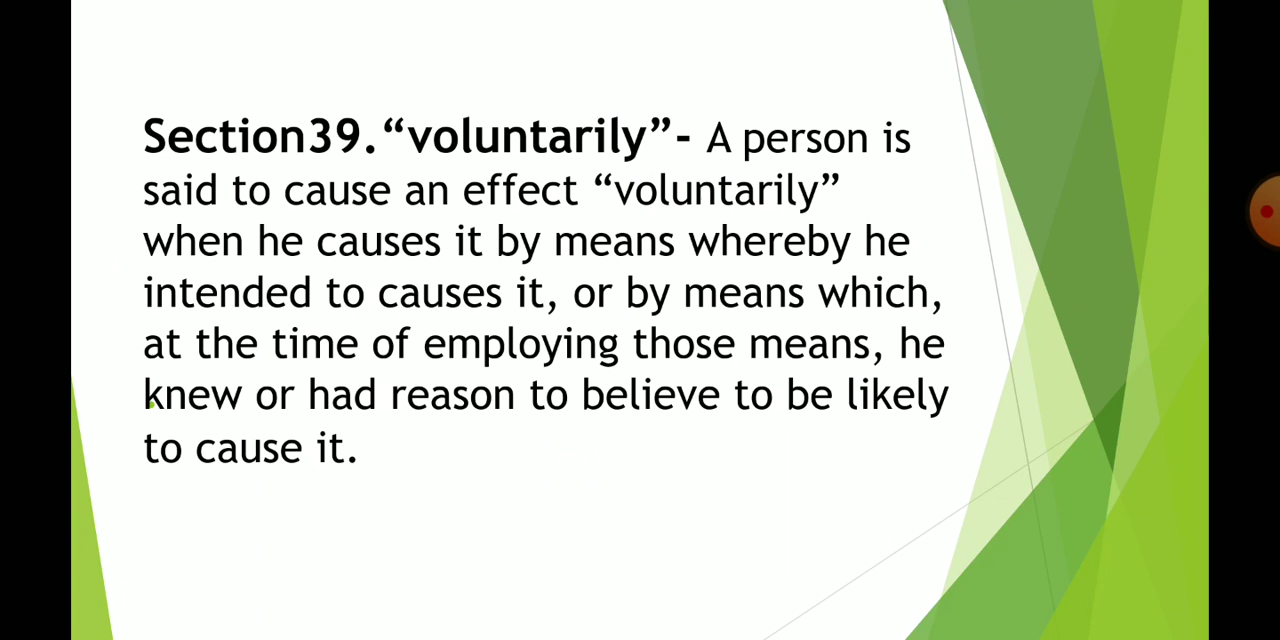 Section39.“voluntarily”- A person is
said to cause an effect “voluntarily”
when he causes it by means whereby he
intended to causes it, or by means which,
at the time of employing those means, he
knew or had reason to believe to be likely
to cause it.